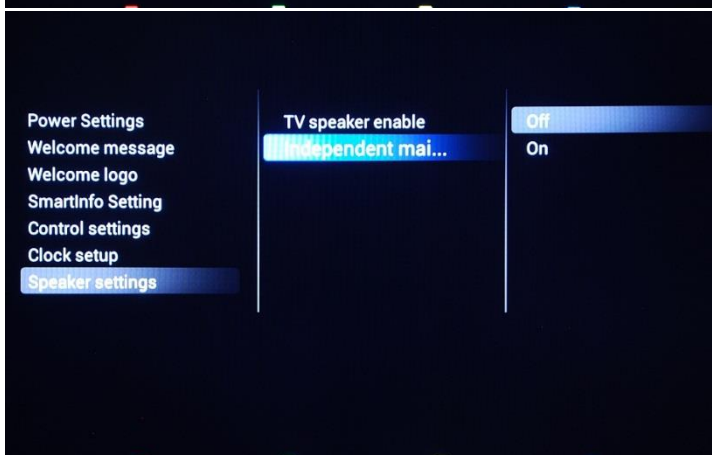 Power Settings
Welcome message
Welcome logo
SmartInfo Setting
Control settings
Clock setup
Speaker settings
TV speaker enable
Independent mai...
Off
On